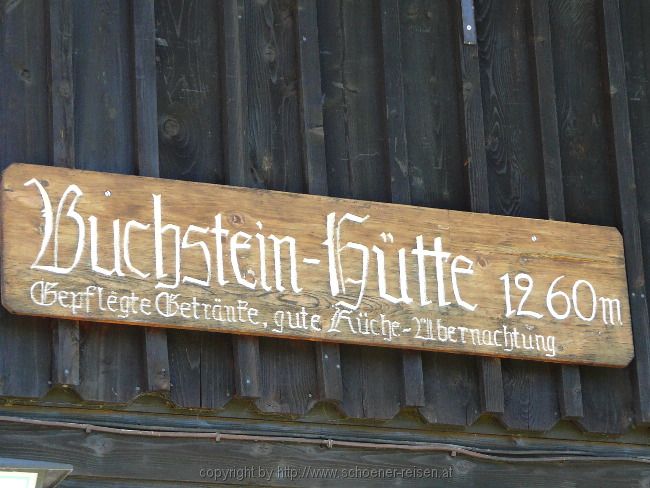 Buchstein-Hütte 1260m
Gepflegte Getränke, gute Küche-Übernachtung
copyright by http://www.schoener-reisen.at